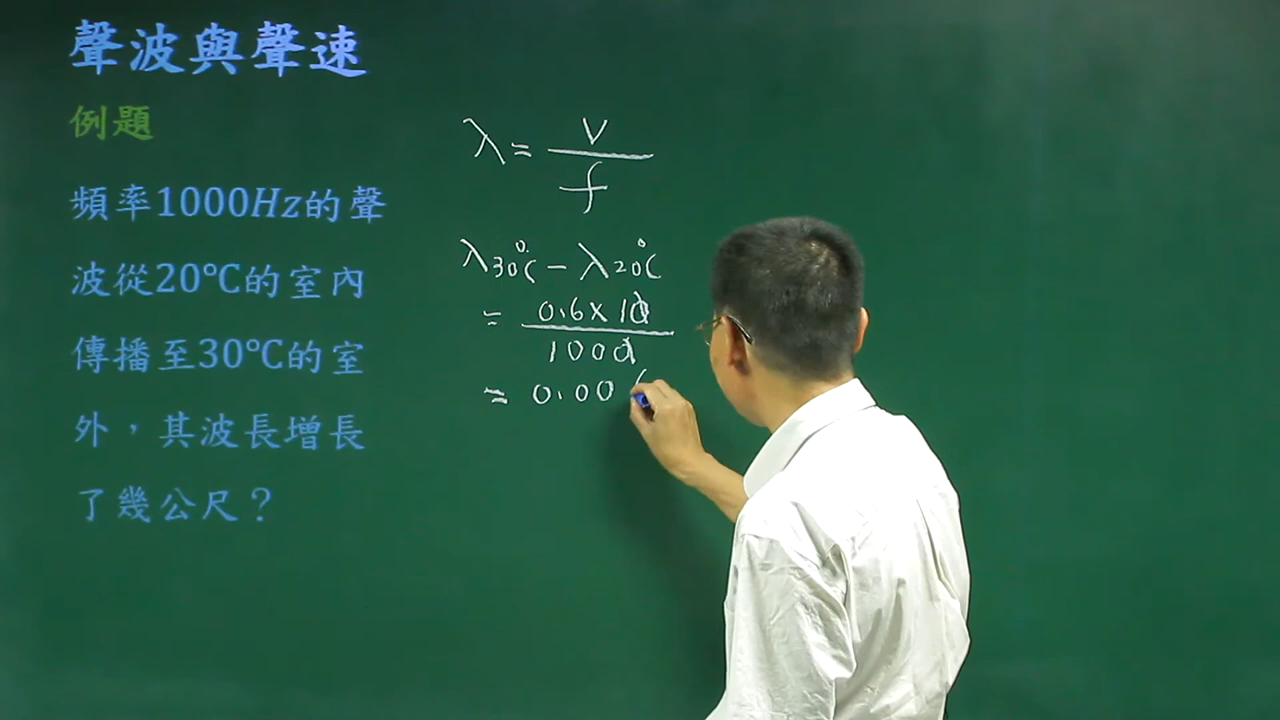 聲波與聲速
例題
頻率1000Hz的聲
波從20℃的室內
傳播至30℃的室
外，其波長增長
了幾公尺？
λ = v / f
λ30°C − λ20°C
= 0.6 × 10 / 1000
= 0.00